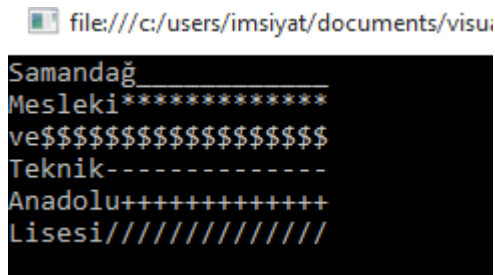 file:///c:/users/imsiyat/documents/visua
Samandağ____________
Mesleki*************
ve$$$$$$$$$$$$$$$$$$
Teknik--------------
Anadolu+++++++++++++
Lisesi//////////////